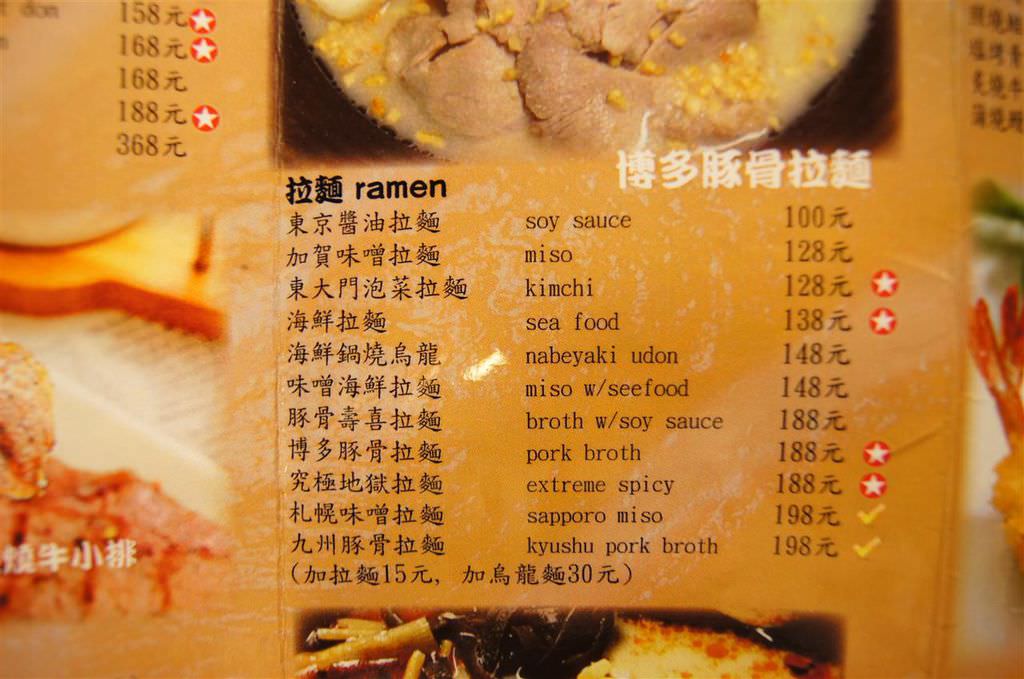 don 158元
168元
168元
188元
368元
博多豚骨拉麵
拉麵 ramen
東京醬油拉麵 soy sauce 100元
加賀味噌拉麵 miso 128元
東大門泡菜拉麵 kimchi 128元
海鮮拉麵 sea food 138元
海鮮鍋燒烏龍 nabeyaki udon 148元
味噌海鮮拉麵 miso w/seefood 148元
豚骨壽喜拉麵 broth w/soy sauce 188元
博多豚骨拉麵 pork broth 188元
究極地獄拉麵 extreme spicy 188元
札幌味噌拉麵 sapporo miso 198元
九州豚骨拉麵 kyushu pork broth 198元
(加拉麵15元, 加烏龍麵30元)
燒牛小排